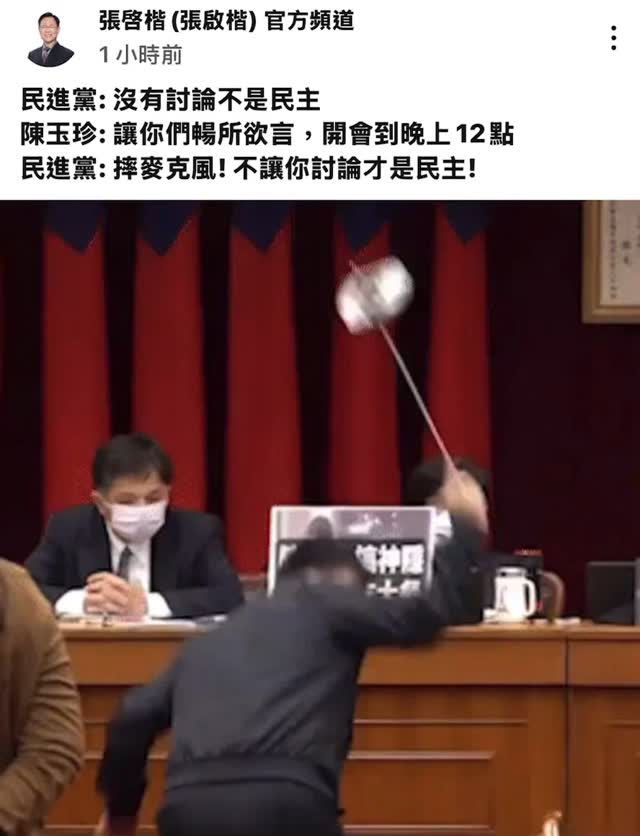 張啓楷 (張啟楷) 官方頻道
1 小時前
民進黨: 沒有討論不是民主
陳玉珍: 讓你們暢所欲言，開會到晚上 12 點
民進黨: 摔麥克風! 不讓你討論才是民主!
神隱